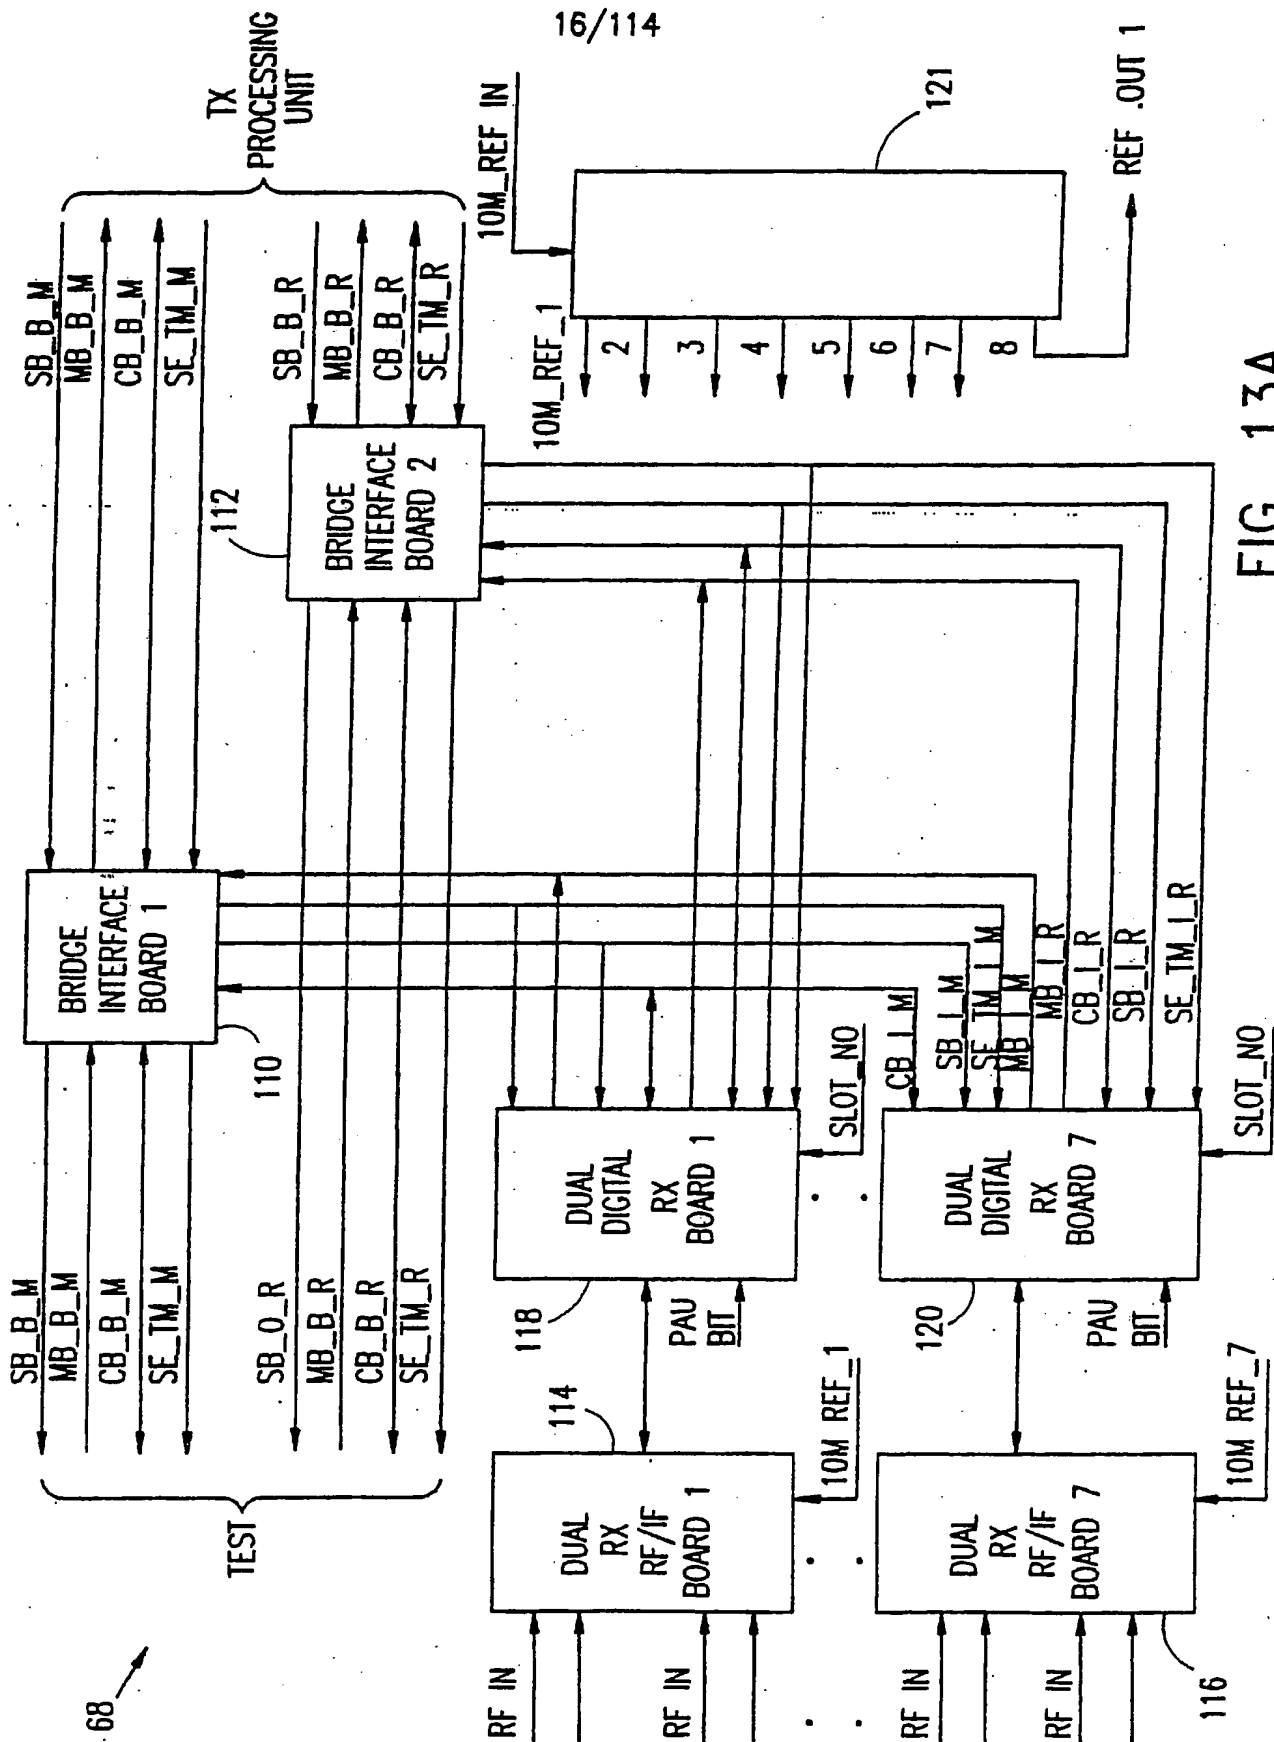 16/114
68
TEST
SB_B_M
MB_B_M
CB_B_M
SE_TM_M
SB_O_R
MB_B_R
CB_B_R
SE_TM_R
110
BRIDGE
INTERFACE
BOARD 1
112
BRIDGE
INTERFACE
BOARD 2
SB_B_M
MB_B_M
CB_B_M
SE_TM_M
SB_B_R
MB_B_R
CB_B_R
SE_TM_R
TX
PROCESSING
UNIT
RF IN
RF IN
114
DUAL
RX
RF/IF
BOARD 1
10M REF_1
118
PAU
BIT
DUAL
DIGITAL
RX
BOARD 1
SLOT_NO
RF IN
RF IN
116
DUAL
RX
RF/IF
BOARD 7
10M REF_7
120
PAU
BIT
DUAL
DIGITAL
RX
BOARD 7
SLOT_NO
CB_I_M
SB_I_M
SE_TM_I_M
MB_I_M
MB_I_R
CB_I_R
SB_I_R
SE_TM_I_R
10M_REF IN
10M_REF_1
2
3
4
5
6
7
8
121
REF .OUT 1
FIG. 13A